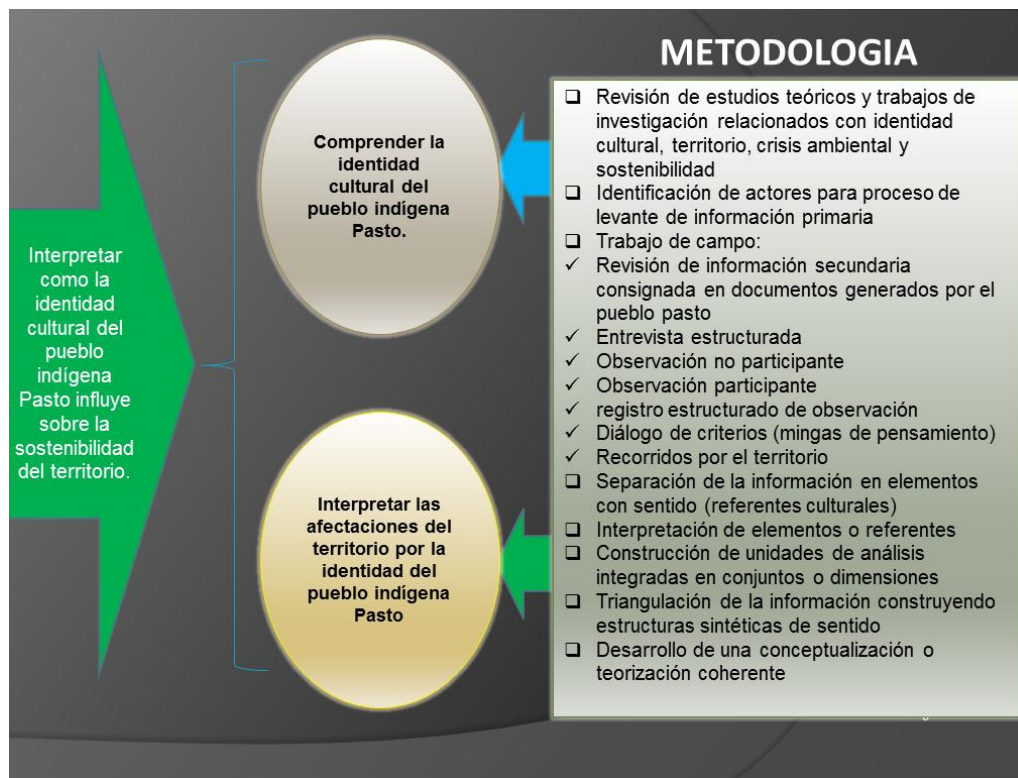 METODOLOGIA
Interpretar
como la
identidad
cultural del
pueblo
indígena
Pasto influye
sobre la
sostenibilidad
del territorio.
Comprender la
identidad
cultural del
pueblo indígena
Pasto.
Interpretar las
afectaciones del
territorio por la
identidad del
pueblo indígena
Pasto
❑ Revisión de estudios teóricos y trabajos de
investigación relacionados con identidad
cultural, territorio, crisis ambiental y
sostenibilidad
❑ Identificación de actores para proceso de
levante de información primaria
❑ Trabajo de campo:
✓ Revisión de información secundaria
consignada en documentos generados por el
pueblo pasto
✓ Entrevista estructurada
✓ Observación no participante
✓ Observación participante
✓ registro estructurado de observación
✓ Diálogo de criterios (mingas de pensamiento)
✓ Recorridos por el territorio
❑ Separación de la información en elementos
con sentido (referentes culturales)
❑ Interpretación de elementos o referentes
❑ Construcción de unidades de análisis
integradas en conjuntos o dimensiones
❑ Triangulación de la información construyendo
estructuras sintéticas de sentido
❑ Desarrollo de una conceptualización o
teorización coherente